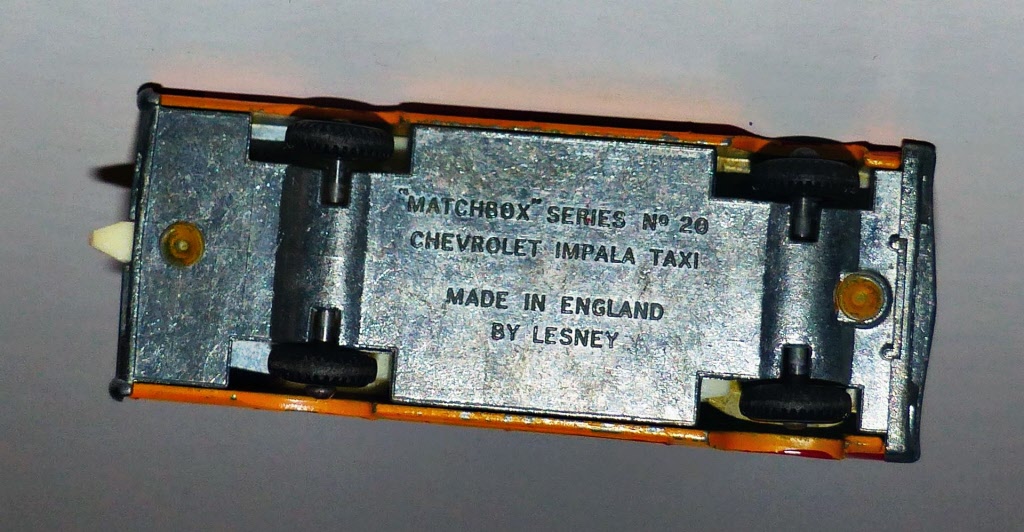 "MATCHBOX" SERIES Nº 20
CHEVROLET IMPALA TAXI
MADE IN ENGLAND
BY LESNEY